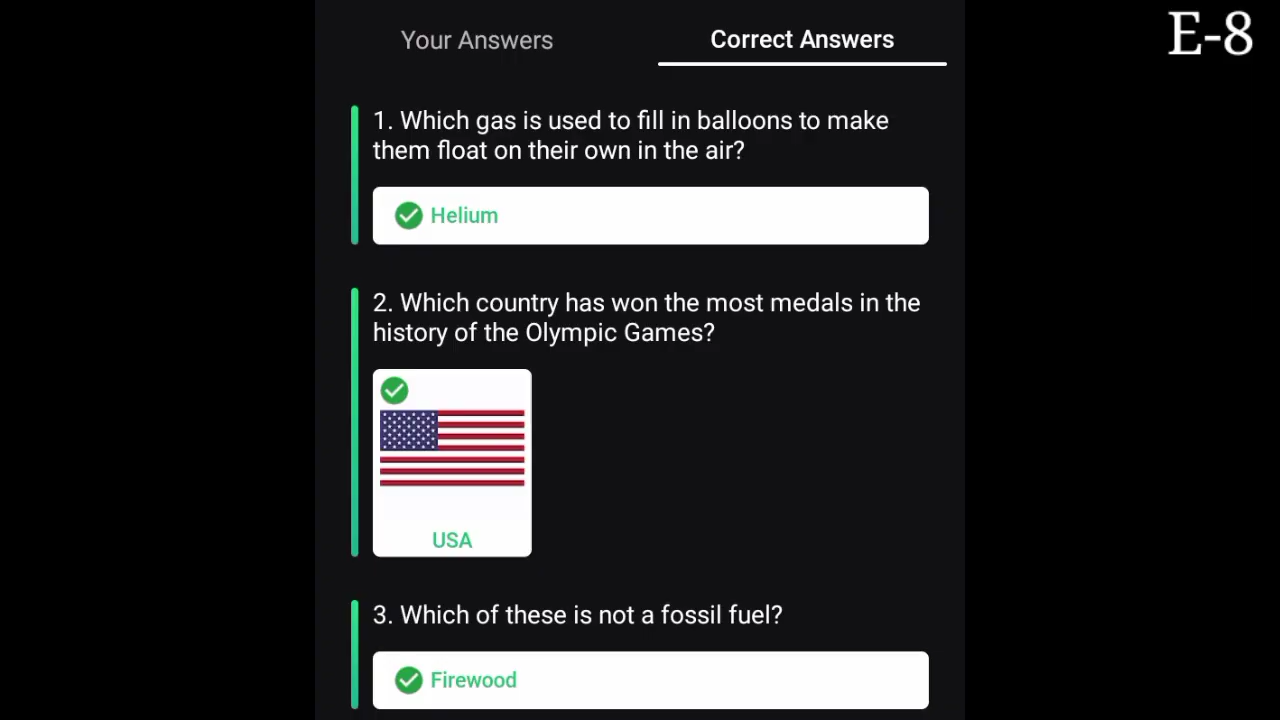 Your Answers
Correct Answers
E-8
1. Which gas is used to fill in balloons to make
them float on their own in the air?
Helium
2. Which country has won the most medals in the
history of the Olympic Games?
USA
3. Which of these is not a fossil fuel?
Firewood